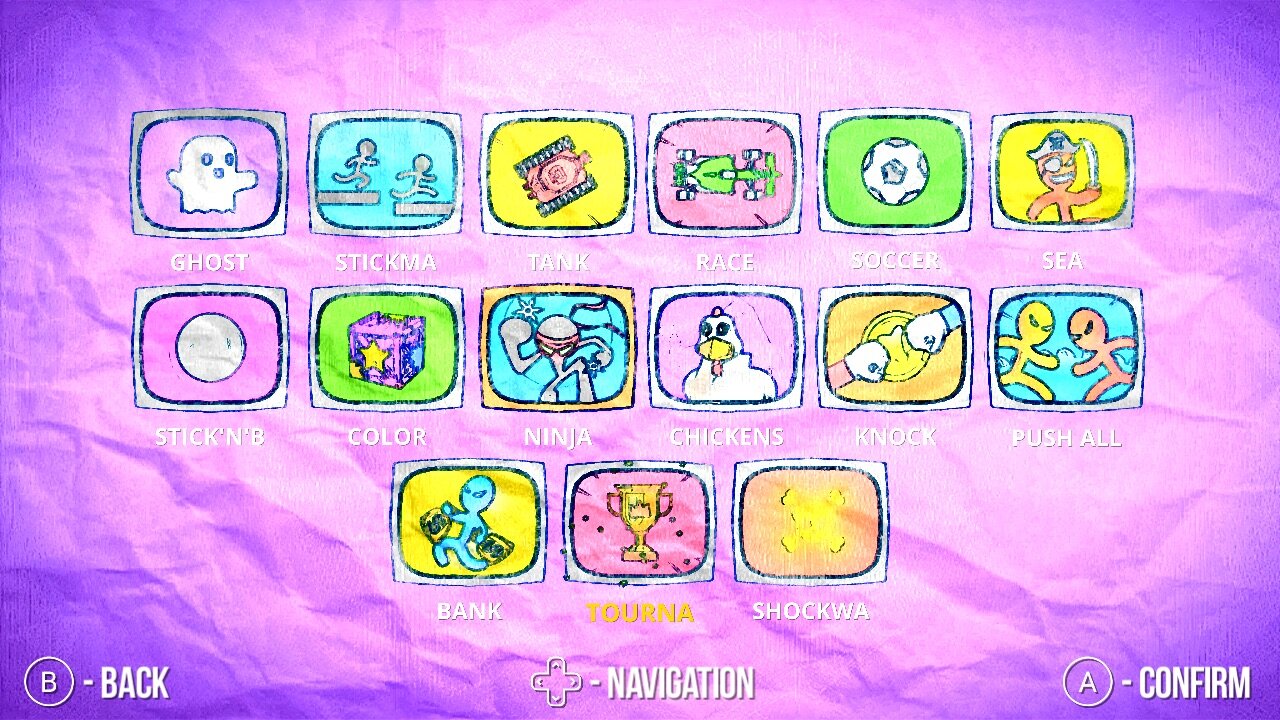 GHOST STICKMA TANK RACE SOCCER SEA
STICK'N'B COLOR NINJA CHICKENS KNOCK PUSH ALL
BANK TOURNA SHOCKWA
B - BACK - NAVIGATION A - CONFIRM